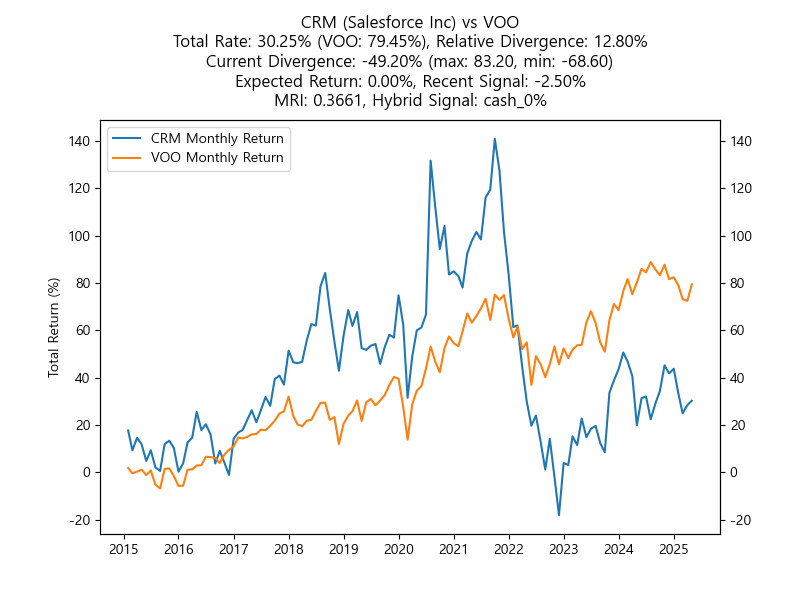 CRM (Salesforce Inc) vs VOO
Total Rate: 30.25% (VOO: 79.45%), Relative Divergence: 12.80%
Current Divergence: -49.20% (max: 83.20, min: -68.60)
Expected Return: 0.00%, Recent Signal: -2.50%
MRI: 0.3661, Hybrid Signal: cash_0%
CRM Monthly Return
VOO Monthly Return
Total Return (%)
140 140
120 120
100 100
80 80
60 60
40 40
20 20
0 0
-20 -20
2015 2016 2017 2018 2019 2020 2021 2022 2023 2024 2025